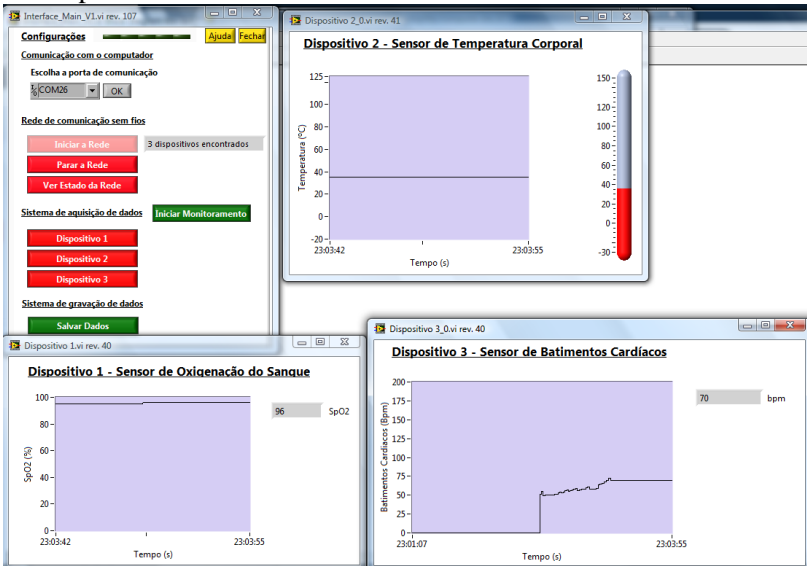 Interface_Main_V1.vi rev. 107
Configurações
Ajuda
Fechar
Comunicação com o computador
Escolha a porta de comunicação
COM26
OK
Rede de comunicação sem fios
Iniciar a Rede
3 dispositivos encontrados
Parar a Rede
Ver Estado da Rede
Sistema de aquisição de dados
Iniciar Monitoramento
Dispositivo 1
Dispositivo 2
Dispositivo 3
Sistema de gravação de dados
Salvar Dados
Dispositivo 2_0.vi rev. 41
Dispositivo 2 - Sensor de Temperatura Corporal
Temperatura (ºC)
125
100
80
60
40
20
0
-20
23:03:42
23:03:55
Tempo (s)
150
120
100
80
60
40
20
0
-30
Dispositivo 1.vi rev. 40
Dispositivo 1 - Sensor de Oxigenação do Sangue
SpO2 (%)
100
80
60
40
20
0
23:03:42
23:03:55
Tempo (s)
96
SpO2
Dispositivo 3_0.vi rev. 40
Dispositivo 3 - Sensor de Batimentos Cardíacos
Batimentos Cardiacos (Bpm)
200
175
150
125
100
75
50
25
0
23:01:07
23:03:55
Tempo (s)
70
bpm